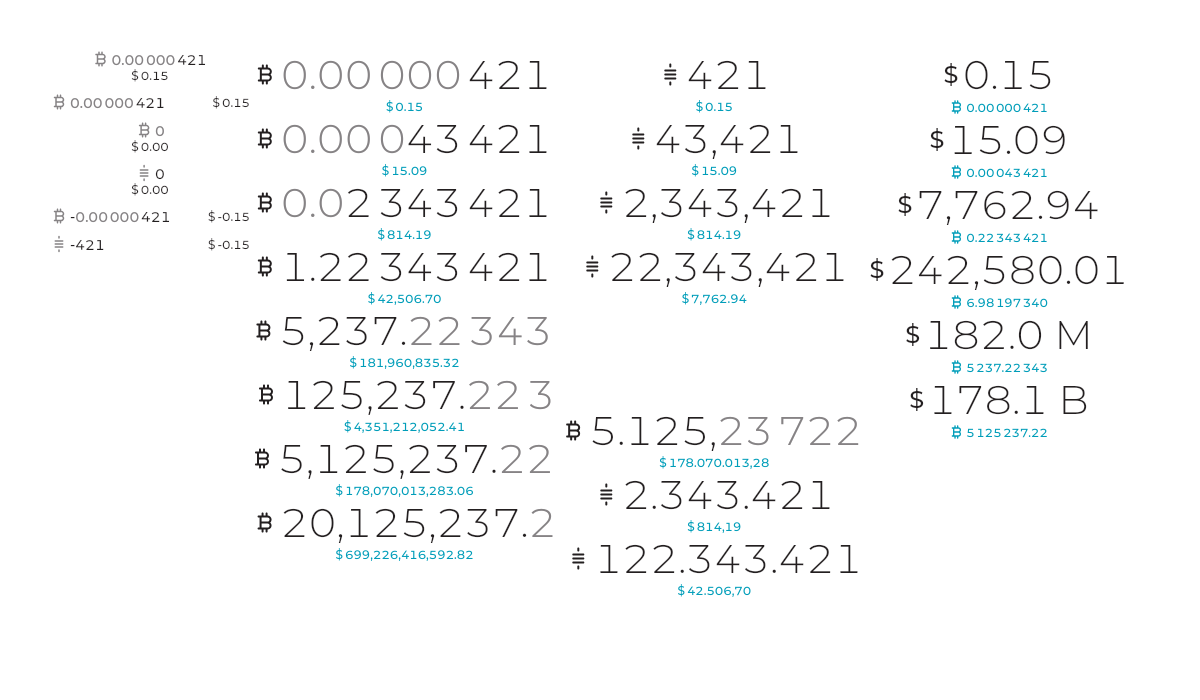 ₿ 0.00 000 421
$ 0.15
₿ 0.00 000 421 $ 0.15
₿ 0
$ 0.00
0
$ 0.00
₿ -0.00 000 421 $ -0.15
-421 $ -0.15
₿ 0.00 000 421
$ 0.15
₿ 0.00 043 421
$ 15.09
₿ 0.02 343 421
$ 814.19
₿ 1.22 343 421
$ 42,506.70
₿ 5,237.22 343
$ 181,960,835.32
₿ 125,237.22 3
$ 4,351,212,052.41
₿ 5,125,237.22
$ 178,070,013,283.06
₿ 20,125,237.2
$ 699,226,416,592.82
421
$ 0.15
43,421
$ 15.09
2,343,421
$ 814.19
22,343,421
$ 7,762.94
₿ 5.125,23 722
$ 178.070.013,28
2.343.421
$ 814,19
122.343.421
$ 42.506,70
$ 0.15
₿ 0.00 000 421
$ 15.09
₿ 0.00 043 421
$ 7,762.94
₿ 0.22 343 421
$ 242,580.01
₿ 6.98 197 340
$ 182.0 M
₿ 5 237.22 343
$ 178.1 B
₿ 5 125 237.22